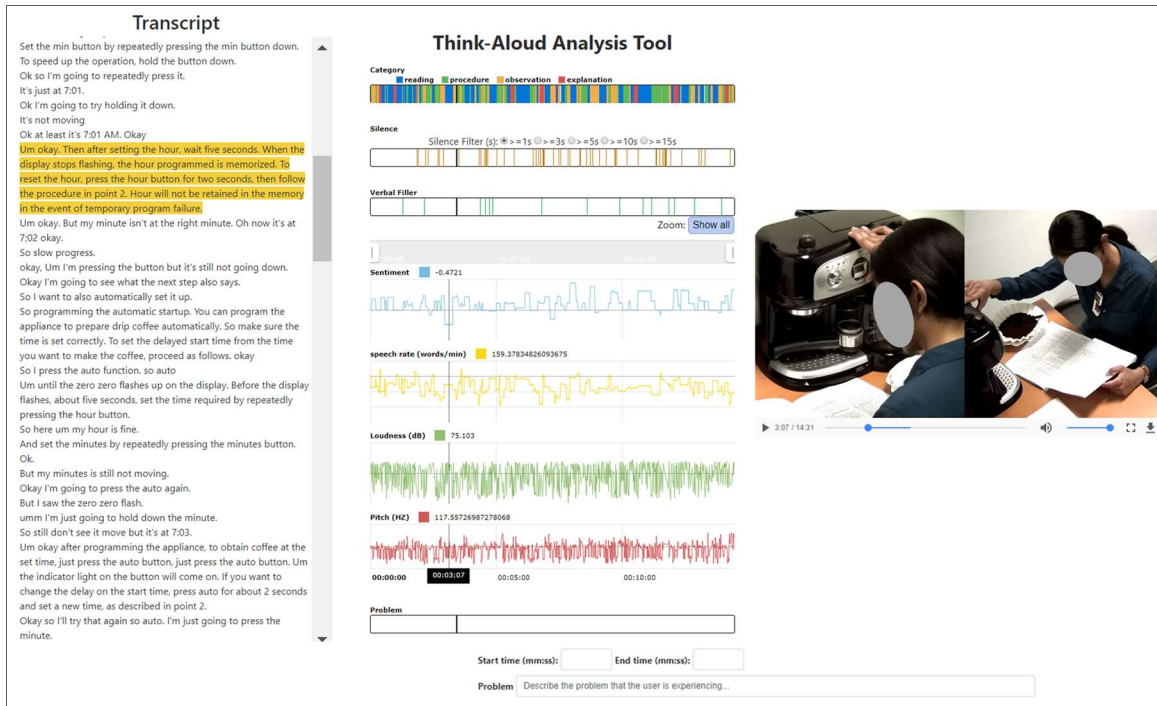 Transcript
Set the min button by repeatedly pressing the min button down.
To speed up the operation, hold the button down.
Ok so I'm going to repeatedly press it.
It's just at 7:01.
Ok I'm going to try holding it down.
It's not moving
Ok at least it's 7:01 AM. Okay
Um okay. Then after setting the hour, wait five seconds. When the
display stops flashing, the hour programmed is memorized. To
reset the hour, press the hour button for two seconds, then follow
the procedure in point 2. Hour will not be retained in the memory
in the event of temporary program failure.
Um okay. But my minute isn't at the right minute. Oh now it's at
7:02 okay.
So slow progress.
okay, Um I'm pressing the button but it's still not going down.
Okay I'm going to see what the next step also says.
So I want to also automatically set it up.
So programming the automatic startup. You can program the
appliance to prepare drip coffee automatically. So make sure the
time is set correctly. To set the delayed start time from the time
you want to make the coffee, proceed as follows. okay
So I press the auto function. so auto
Um until the zero zero flashes up on the display. Before the display
flashes, about five seconds, set the time required by repeatedly
pressing the hour button.
So here um my hour is fine.
And set the minutes by repeatedly pressing the minutes button.
Ok.
But my minutes is still not moving.
Okay I'm going to press the auto again.
But I saw the zero zero flash.
umm I'm just going to hold down the minute.
So still don't see it move but it's at 7:03.
Um okay after programming the appliance, to obtain coffee at the
set time, just press the auto button, just press the auto button. Um
the indicator light on the button will come on. If you want to
change the delay on the start time, press auto for about 2 seconds
and set a new time, as described in point 2.
Okay so I'll try that again so auto. I'm just going to press the
minute.
Think-Aloud Analysis Tool
Category
reading procedure observation explanation
Silence
Silence Filter (s): >=1s >=3s >=5s >=10s >=15s
Verbal Filler
Zoom: Show all
00:05:00 00:10:00
Sentiment -0.4721
speech rate (words/min) 159.37834826093675
Loudness (dB) 75.103
Pitch (HZ) 117.55726987278068
00:00:00 00:03:07 00:05:00 00:10:00
Problem
Start time (mm:ss): End time (mm:ss):
Problem Describe the problem that the user is experiencing...
3:07 / 14:31